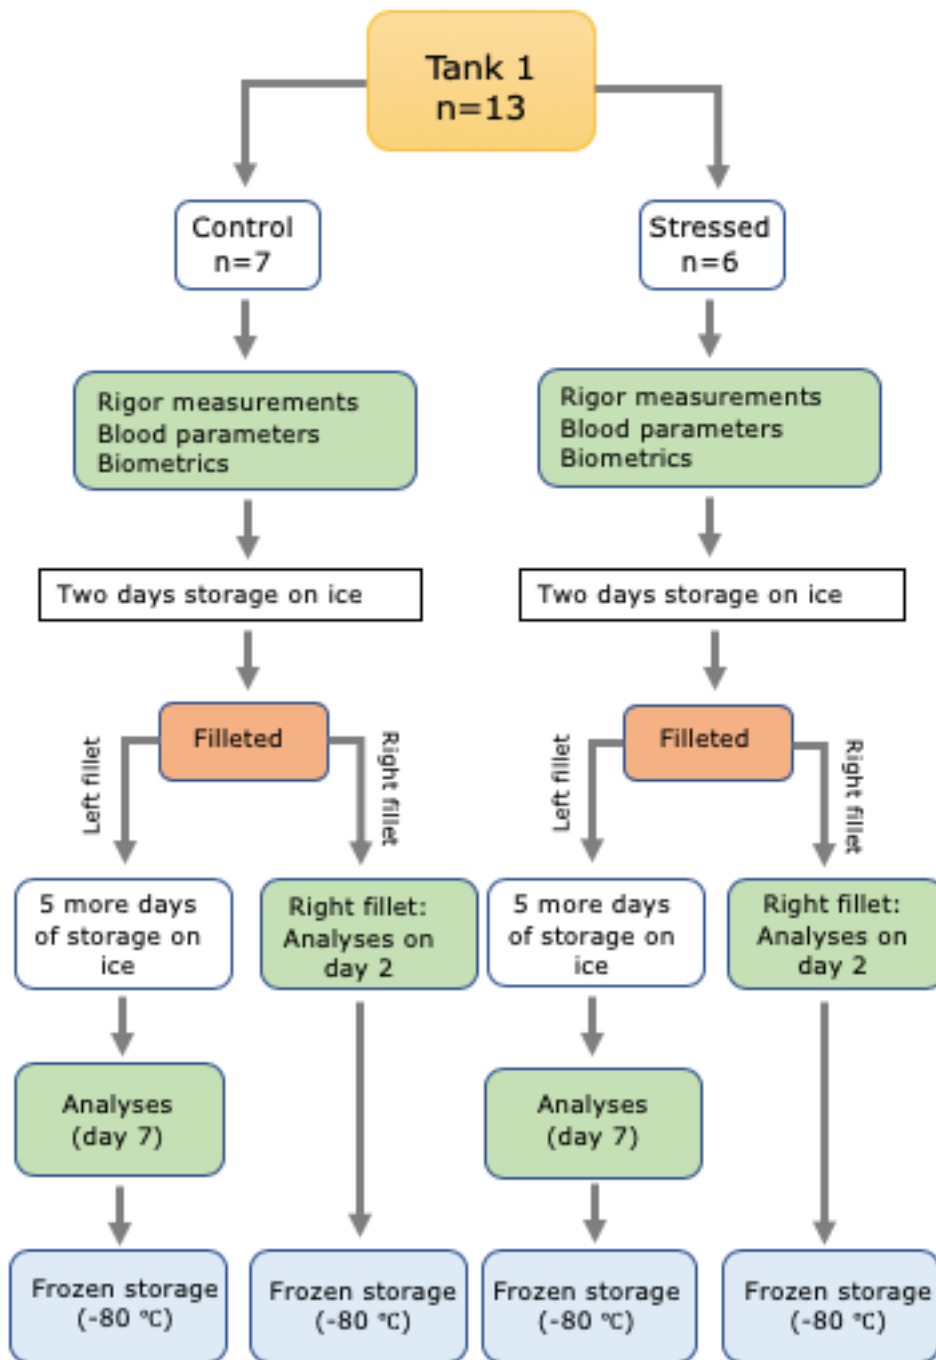 Tank 1
n=13
Control
n=7
Stressed
n=6
Rigor measurements
Blood parameters
Biometrics
Rigor measurements
Blood parameters
Biometrics
Two days storage on ice
Two days storage on ice
Filleted
Filleted
Left fillet
Right fillet
Left fillet
Right fillet
5 more days
of storage on
ice
Right fillet:
Analyses on
day 2
5 more days
of storage on
ice
Right fillet:
Analyses on
day 2
Analyses
(day 7)
Analyses
(day 7)
Frozen storage
(-80 °C)
Frozen storage
(-80 °C)
Frozen storage
(-80 °C)
Frozen storage
(-80 °C)